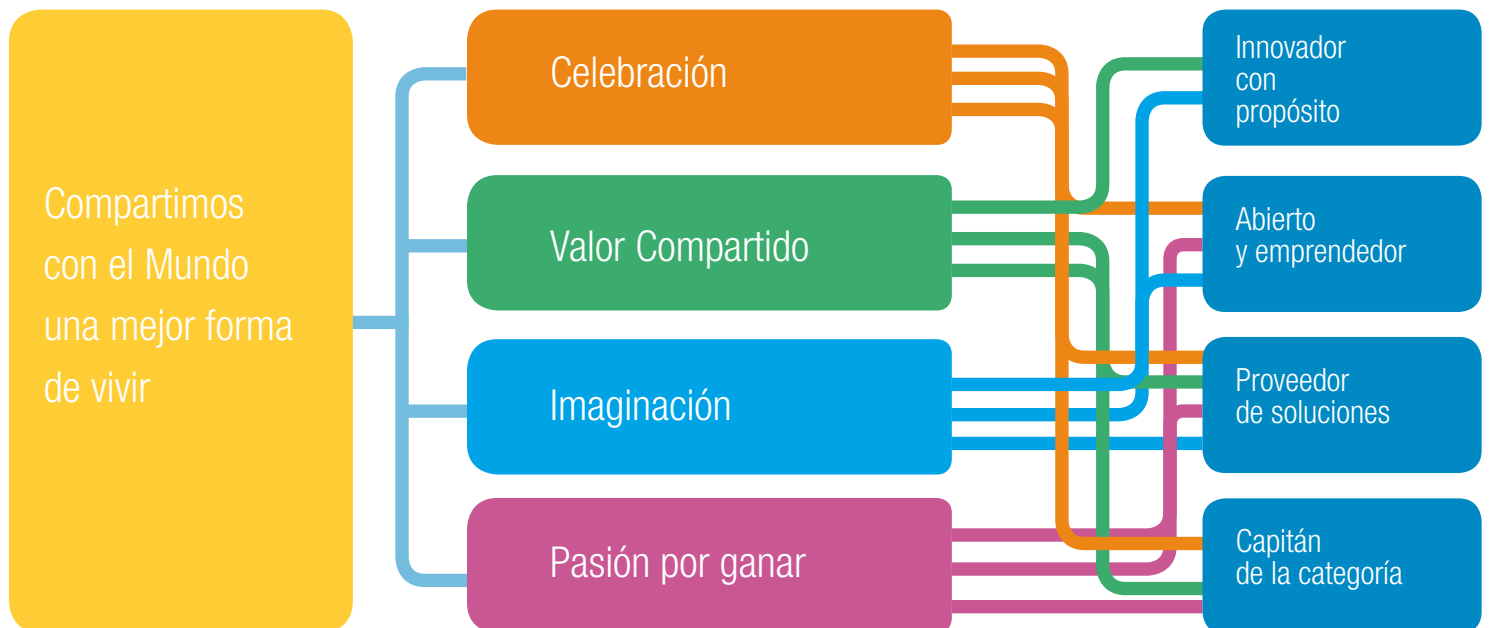 Compartimos
con el Mundo
una mejor forma
de vivir
Celebración
Valor Compartido
Imaginación
Pasión por ganar
Innovador
con
propósito
Abierto
y emprendedor
Proveedor
de soluciones
Capitán
de la categoría